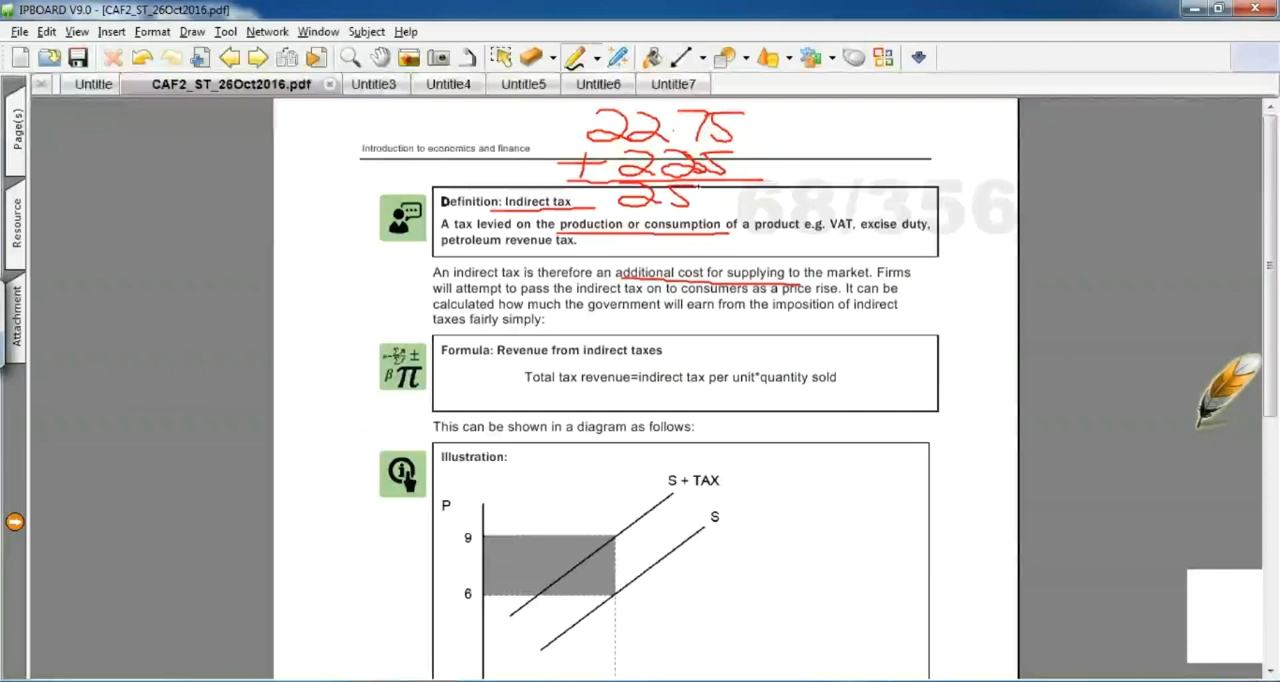 IPBOARD V9.0 - [CAF2_ST_26Oct2016.pdf]
File Edit View Insert Format Draw Tool Network Window Subject Help
Untitle CAF2_ST_26Oct2016.pdf Untitle3 Untitle4 Untitle5 Untitle6 Untitle7
Page(s)
Resource
Attachment
22.75
Introduction to economics and finance
+ 2.25
25
68/356
Definition: Indirect tax
A tax levied on the production or consumption of a product e.g. VAT, excise duty,
petroleum revenue tax.
An indirect tax is therefore an additional cost for supplying to the market. Firms
will attempt to pass the indirect tax on to consumers as a price rise. It can be
calculated how much the government will earn from the imposition of indirect
taxes fairly simply:
Formula: Revenue from indirect taxes
Total tax revenue=indirect tax per unit*quantity sold
This can be shown in a diagram as follows:
Illustration:
S + TAX
P
S
9
6